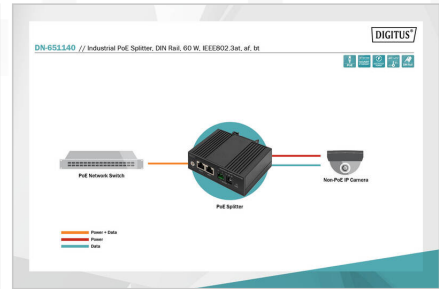 DIGITUS®
DN-651140 // Industrial PoE Splitter, DIN Rail, 60 W, IEEE802.3at, af, bt
PoE Network Switch
PoE Splitter
Non-PoE IP Camera
Power + Data
Power
Data